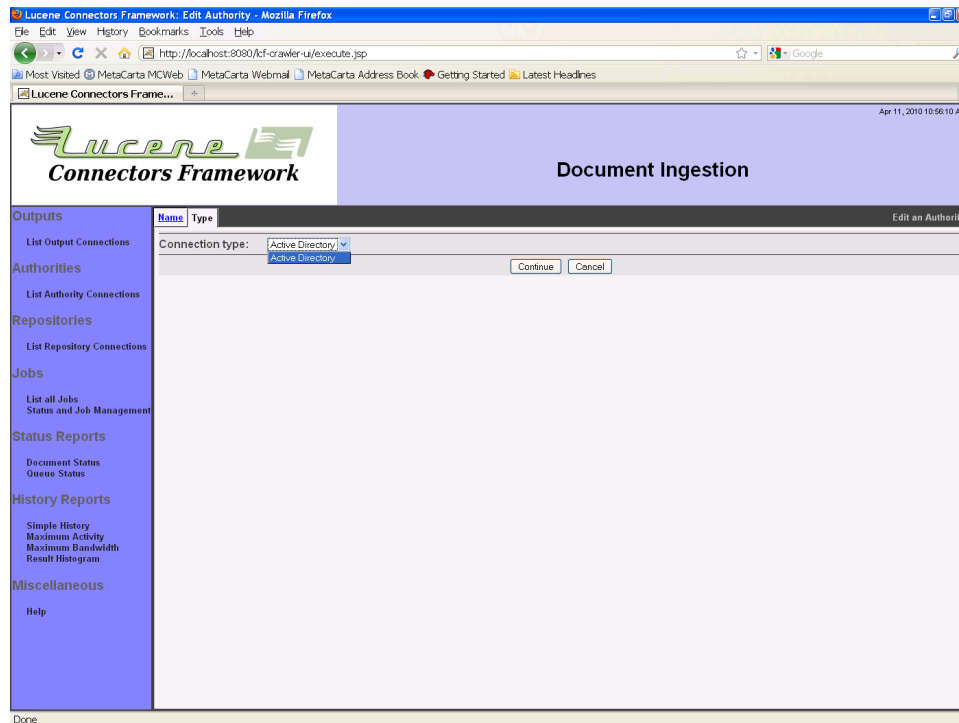 Lucene Connectors Framework: Edit Authority - Mozilla Firefox
File Edit View History Bookmarks Tools Help
http://localhost:8080/lcf-crawler-ui/execute.jsp
Google
Most Visited MetaCarta MCWeb MetaCarta Webmail MetaCarta Address Book Getting Started Latest Headlines
Lucene Connectors Frame...
Apr 11, 2010 10:56:10 A
Lucene
Connectors Framework
Document Ingestion
Outputs
List Output Connections
Authorities
List Authority Connections
Repositories
List Repository Connections
Jobs
List all Jobs
Status and Job Management
Status Reports
Document Status
Queue Status
History Reports
Simple History
Maximum Activity
Maximum Bandwidth
Result Histogram
Miscellaneous
Help
Name Type
Edit an Authorit
Connection type: Active Directory
Active Directory
Continue Cancel
Done